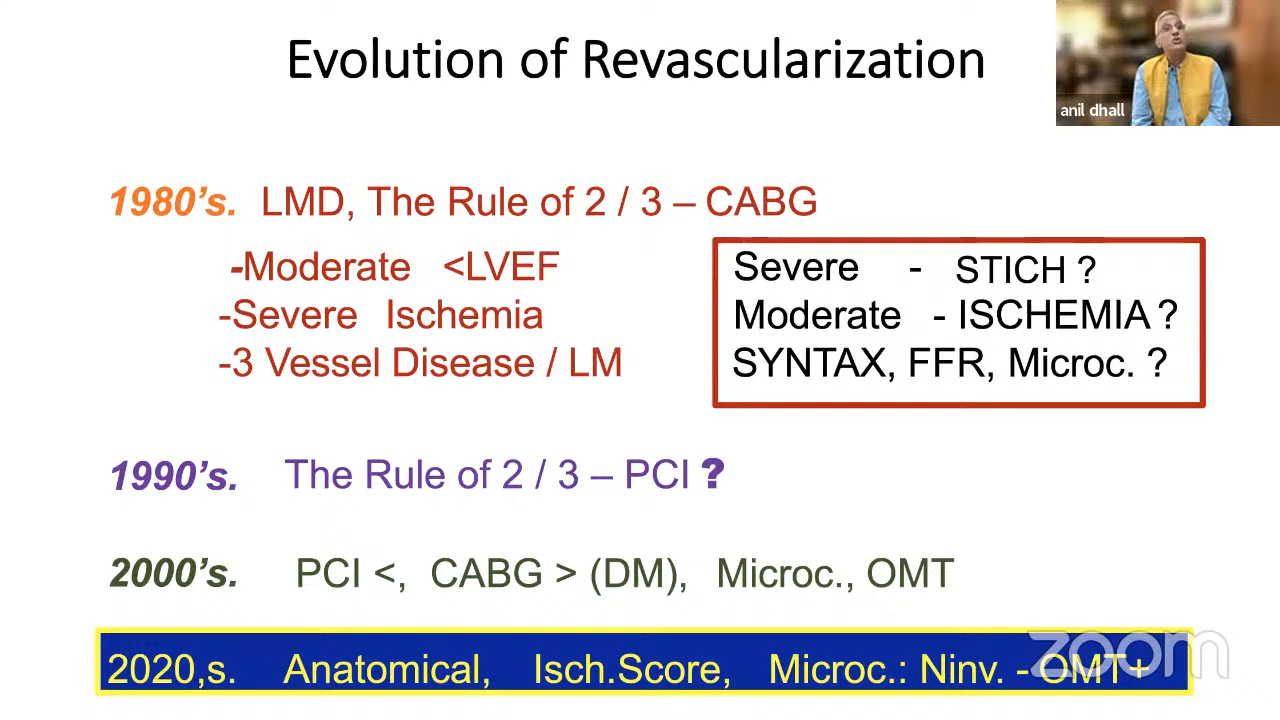 Evolution of Revascularization
anil dhall
1980’s. LMD, The Rule of 2 / 3 – CABG
-Moderate <LVEF
-Severe Ischemia
-3 Vessel Disease / LM
Severe - STICH ?
Moderate - ISCHEMIA ?
SYNTAX, FFR, Microc. ?
1990’s. The Rule of 2 / 3 – PCI ?
2000’s. PCI <, CABG > (DM), Microc., OMT
2020,s. Anatomical, Isch.Score, Microc.: Ninv. - OMT+
zoom